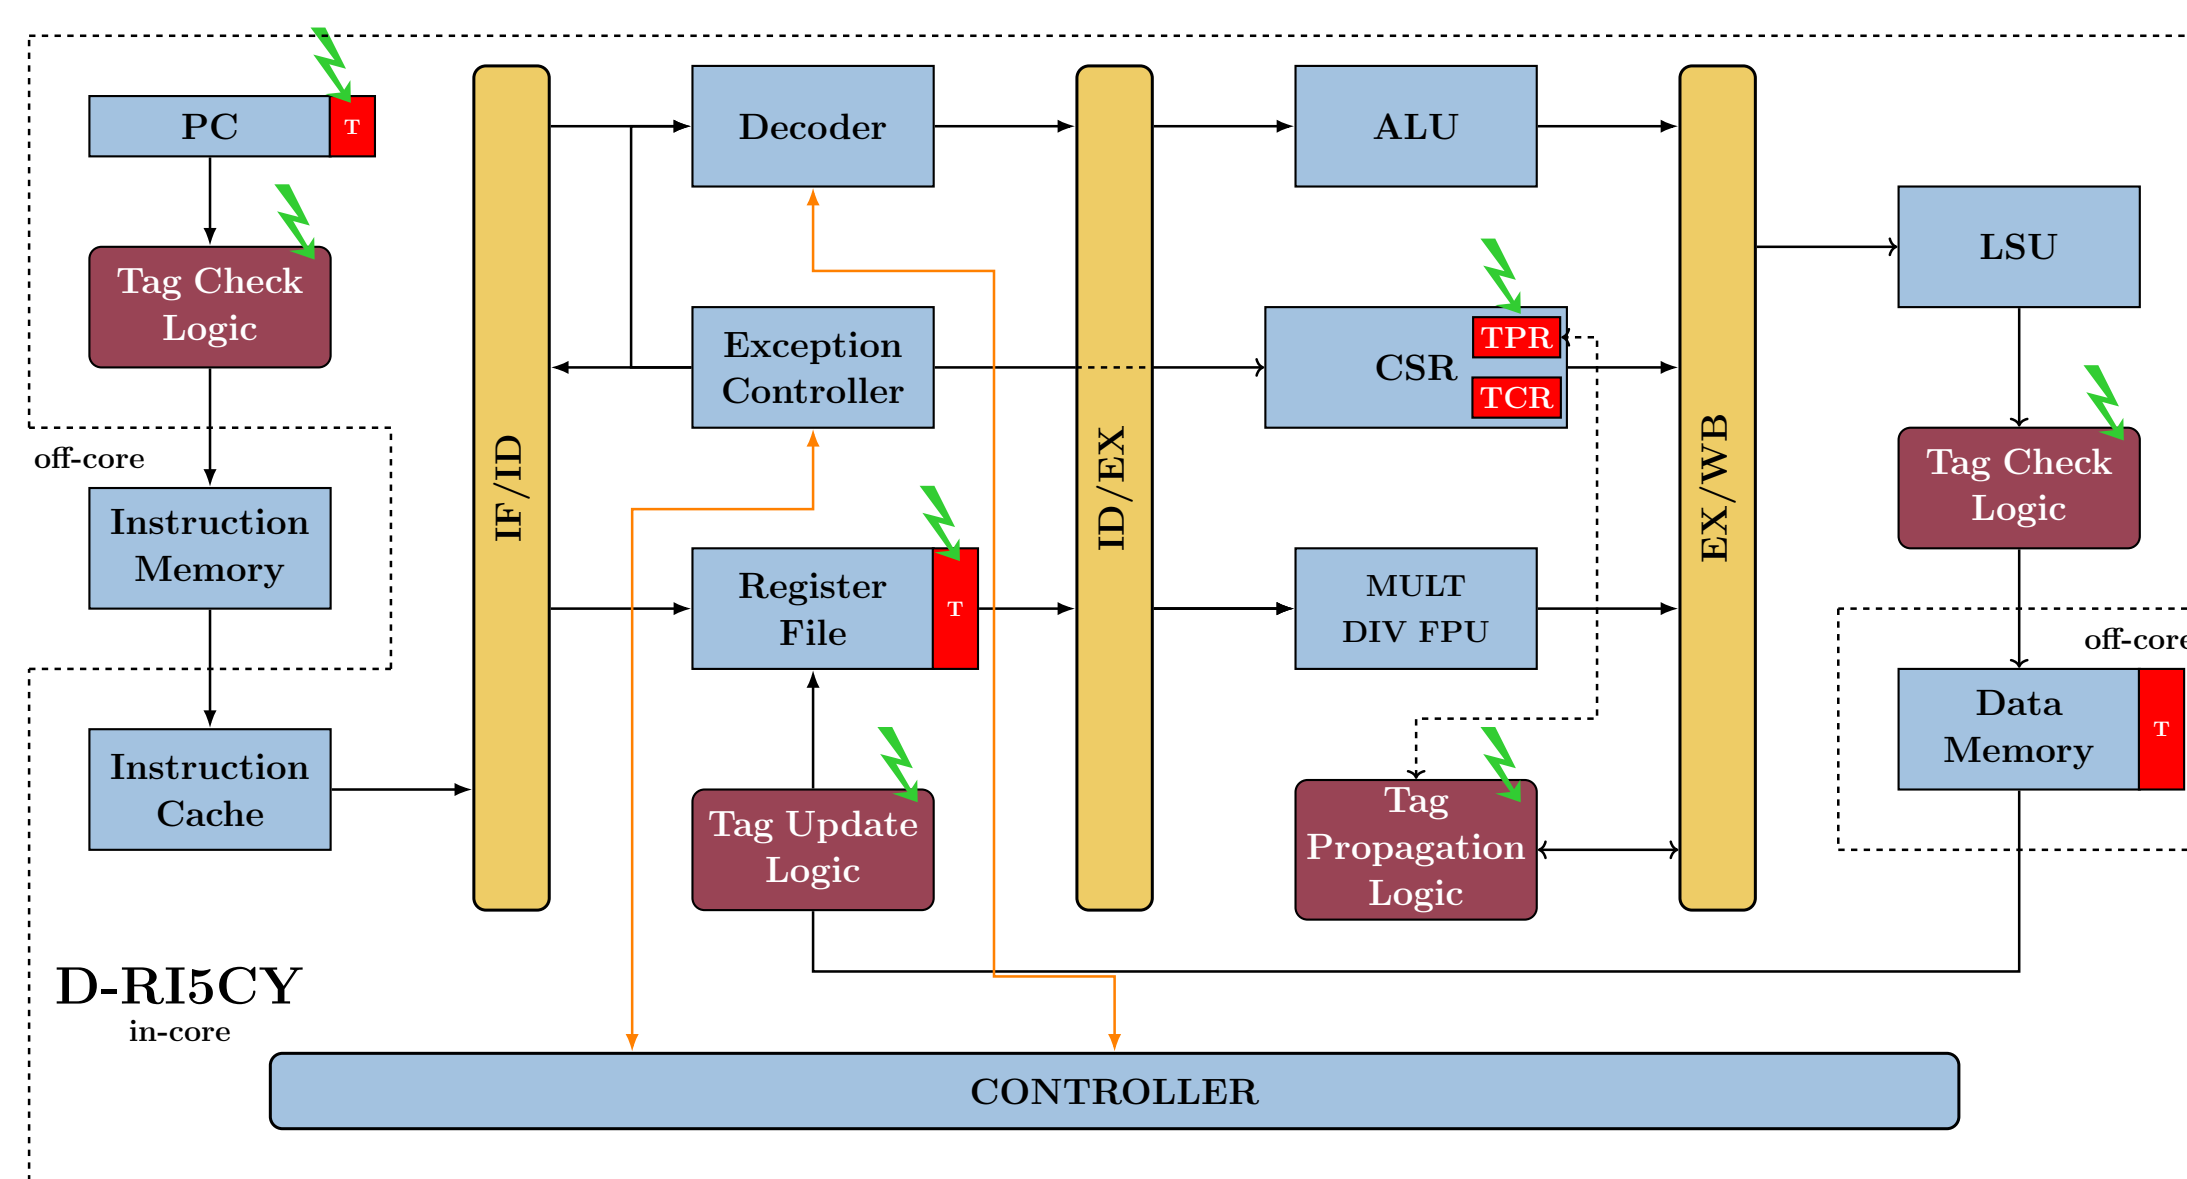 PC
T
Decoder
ALU
Tag Check
Logic
LSU
Exception
Controller
CSR
TPR
TCR
off-core
IF/ID
ID/EX
EX/WB
Tag Check
Logic
Instruction
Memory
Register
File
T
MULT
DIV FPU
off-core
Data
Memory
T
Instruction
Cache
Tag Update
Logic
Tag
Propagation
Logic
D-RI5CY
in-core
CONTROLLER